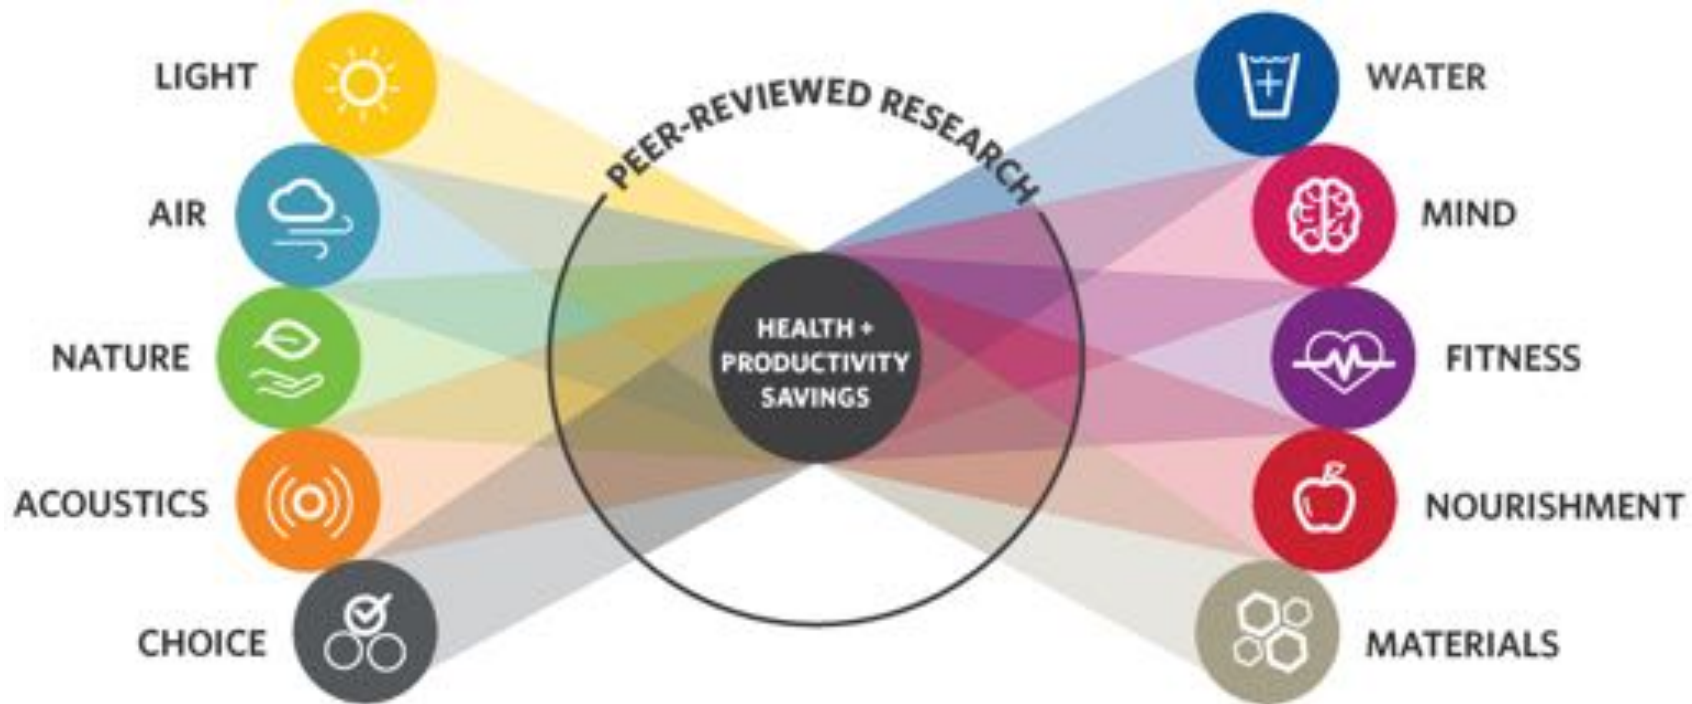 LIGHT
AIR
NATURE
ACOUSTICS
CHOICE
PEER-REVIEWED RESEARCH
HEALTH +
PRODUCTIVITY
SAVINGS
WATER
MIND
FITNESS
NOURISHMENT
MATERIALS